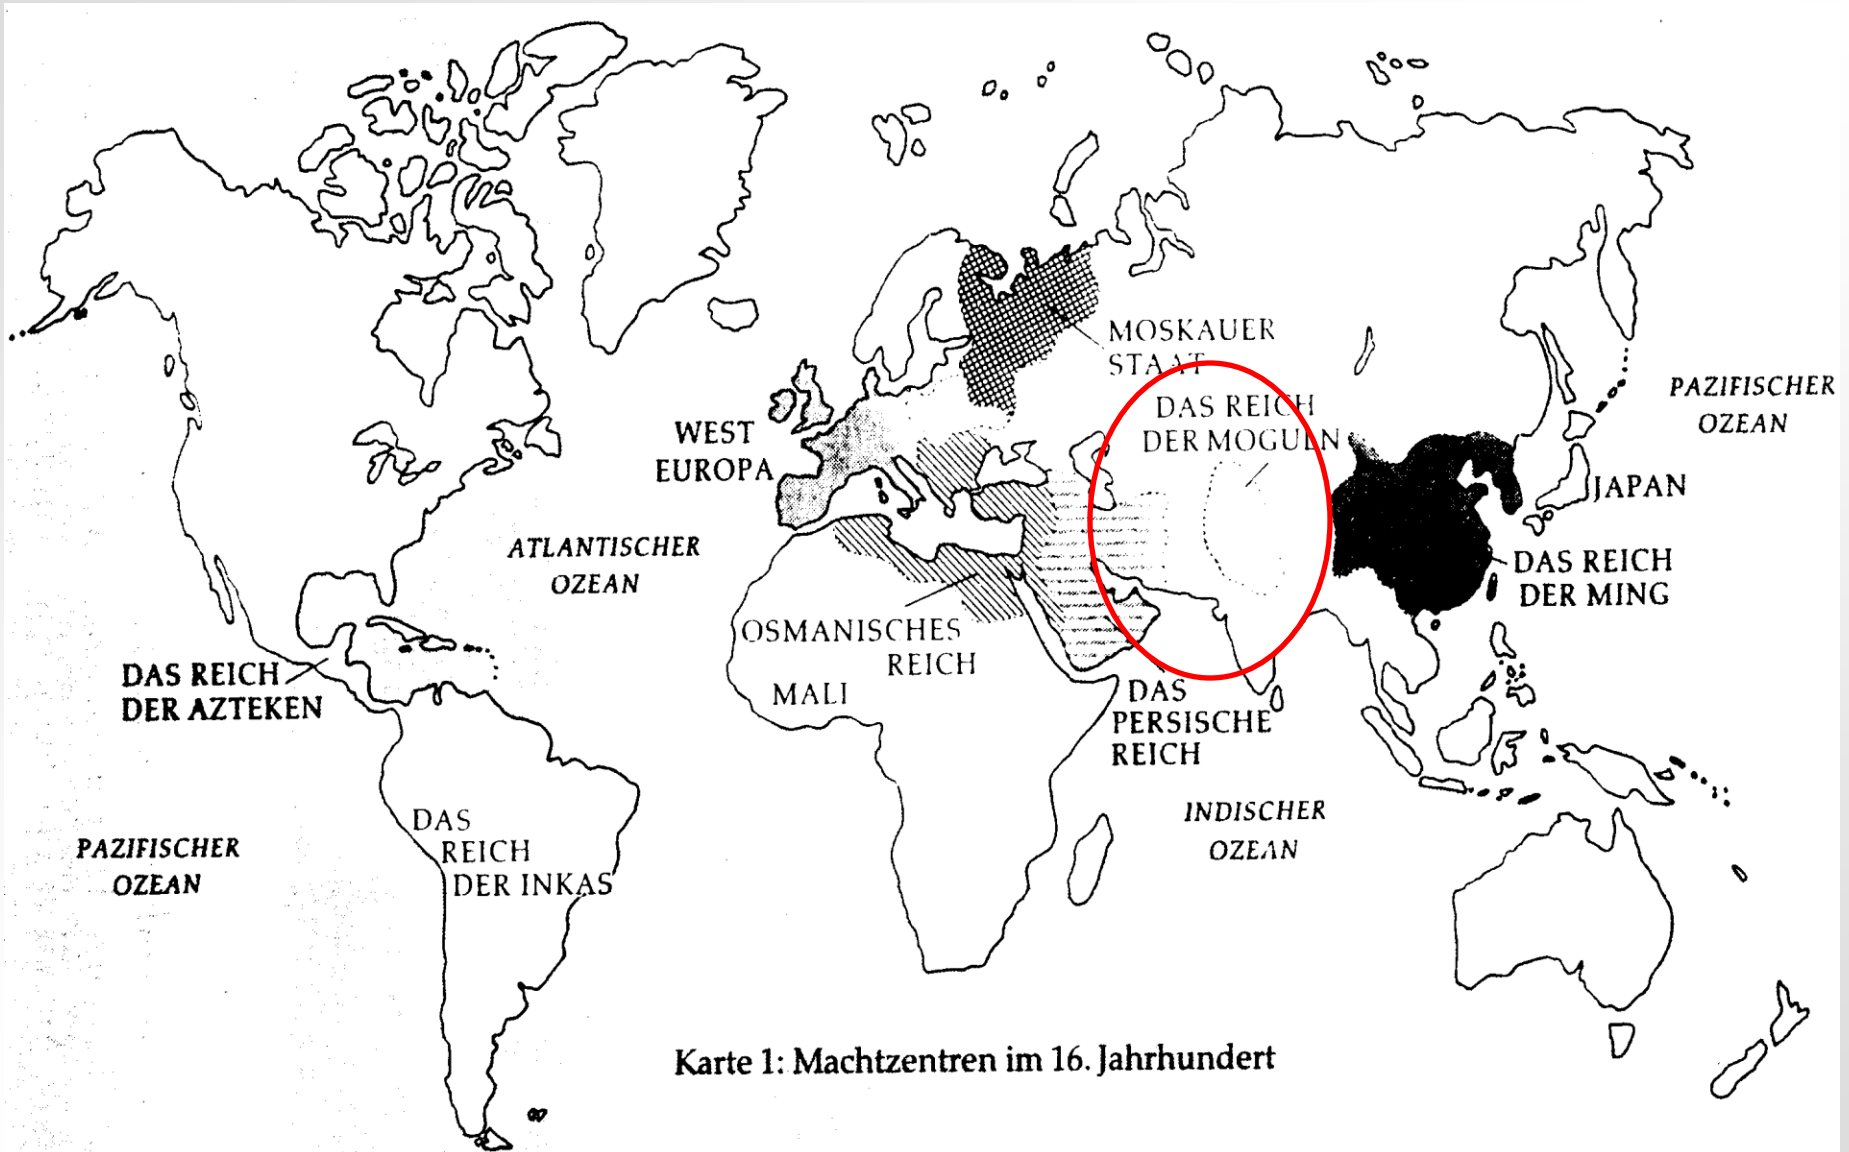 MOSKAUER
STAAT
DAS REICH
DER MOGULN
PAZIFISCHER
OZEAN
WEST
EUROPA
JAPAN
ATLANTISCHER
OZEAN
DAS REICH
DER MING
OSMANISCHES
REICH
MALI
DAS REICH
DER AZTEKEN
DAS
PERSISCHE
REICH
INDISCHER
OZEAN
DAS
REICH
DER INKAS
PAZIFISCHER
OZEAN
Karte 1: Machtzentren im 16. Jahrhundert